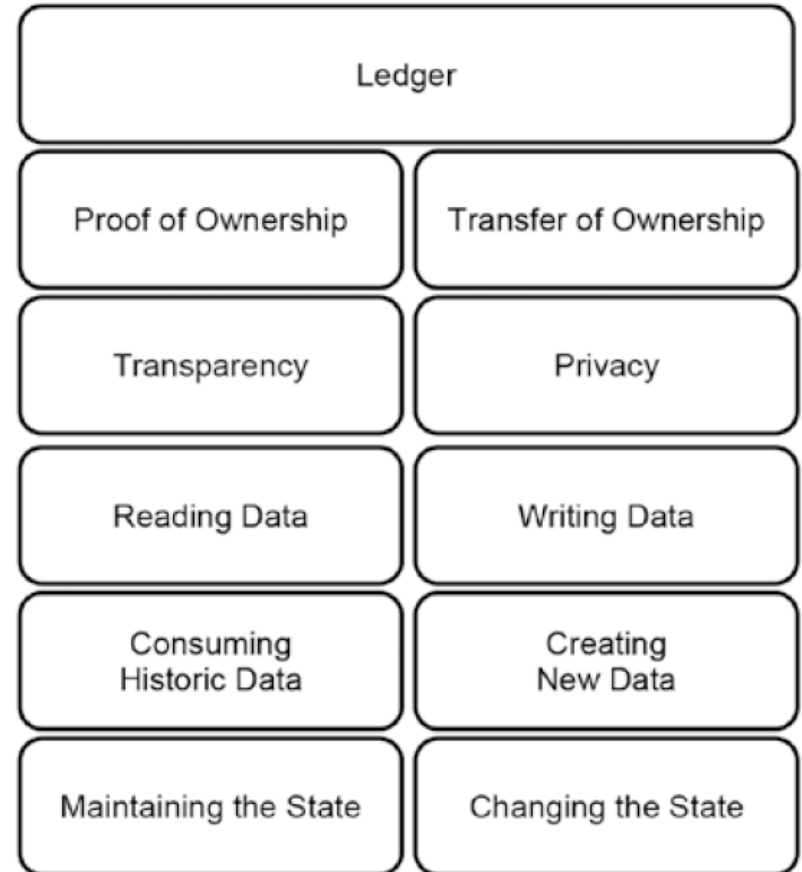 Ledger
Proof of Ownership
Transfer of Ownership
Transparency
Privacy
Reading Data
Writing Data
Consuming
Historic Data
Creating
New Data
Maintaining the State
Changing the State